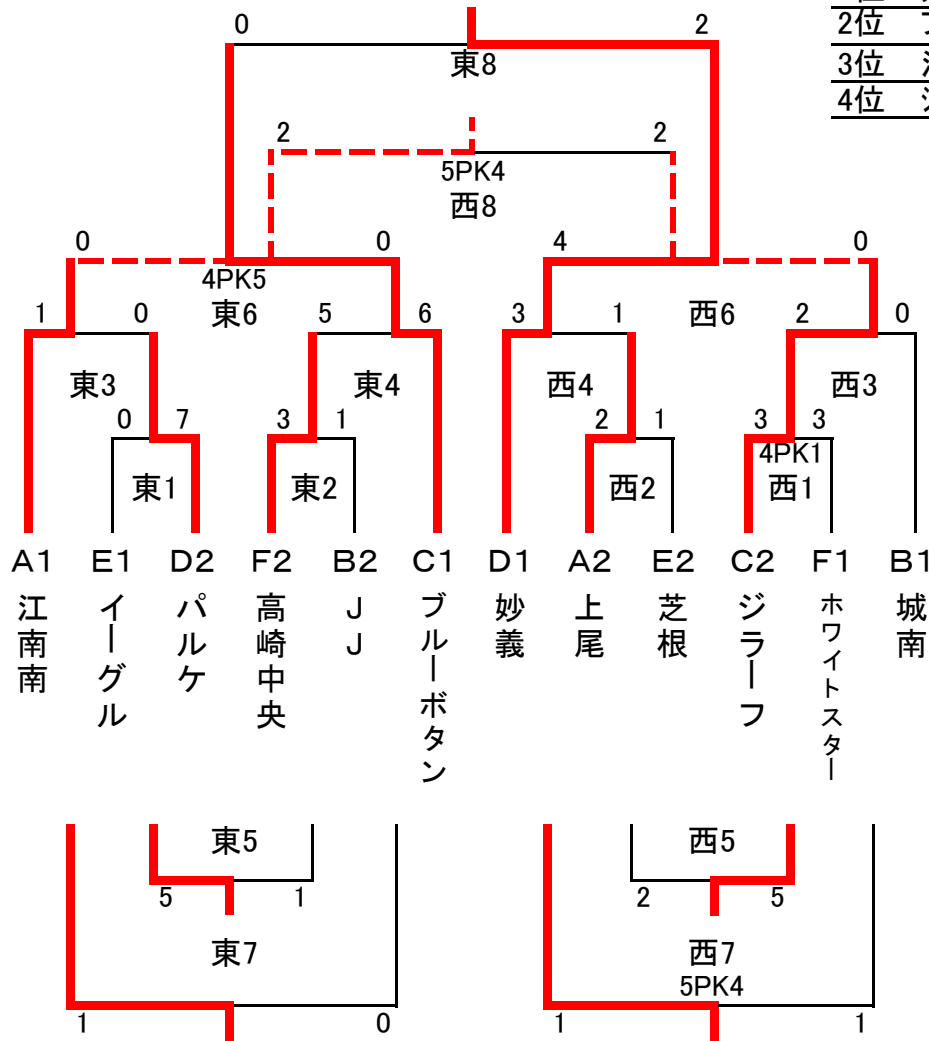 0 2
2位
東8
3位
4位
2 2
5PK4
西8
0 0 4 0
4PK5
1 0 東6 5 6 3 1 西6 2 0
東3 東4 西4 西3
0 7 3 1 2 1 3 3
4PK1
東1 東2 西2 西1
A1 E1 D2 F2 B2 C1 D1 A2 E2 C2 F1 B1
江南南
イーグル
パルケ
高崎中央
JJ
ブルーボタン
妙義
上尾
芝根
ジラーフ
ホワイトスター
城南
東5 西5
5 1 2 5
東7 西7
5PK4
1 0 1 1